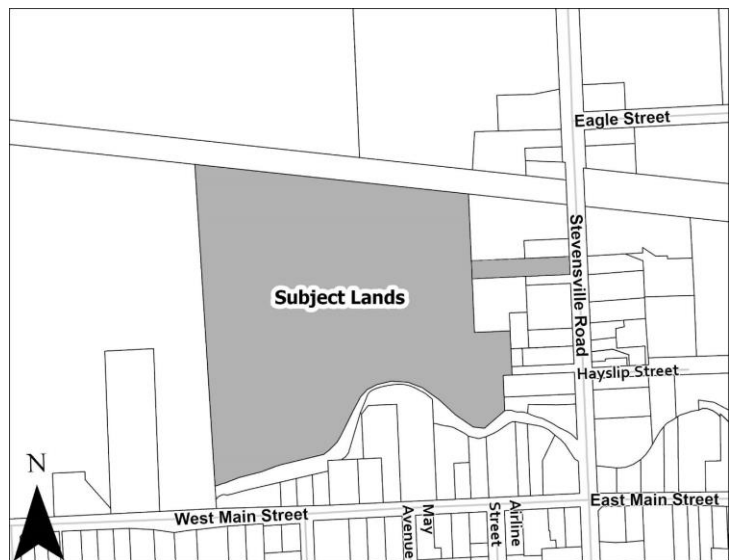 Eagle Street
Stevensville Road
Subject Lands
Hayslip Street
N
East Main Street
West Main Street
May
Avenue
Airline
Street